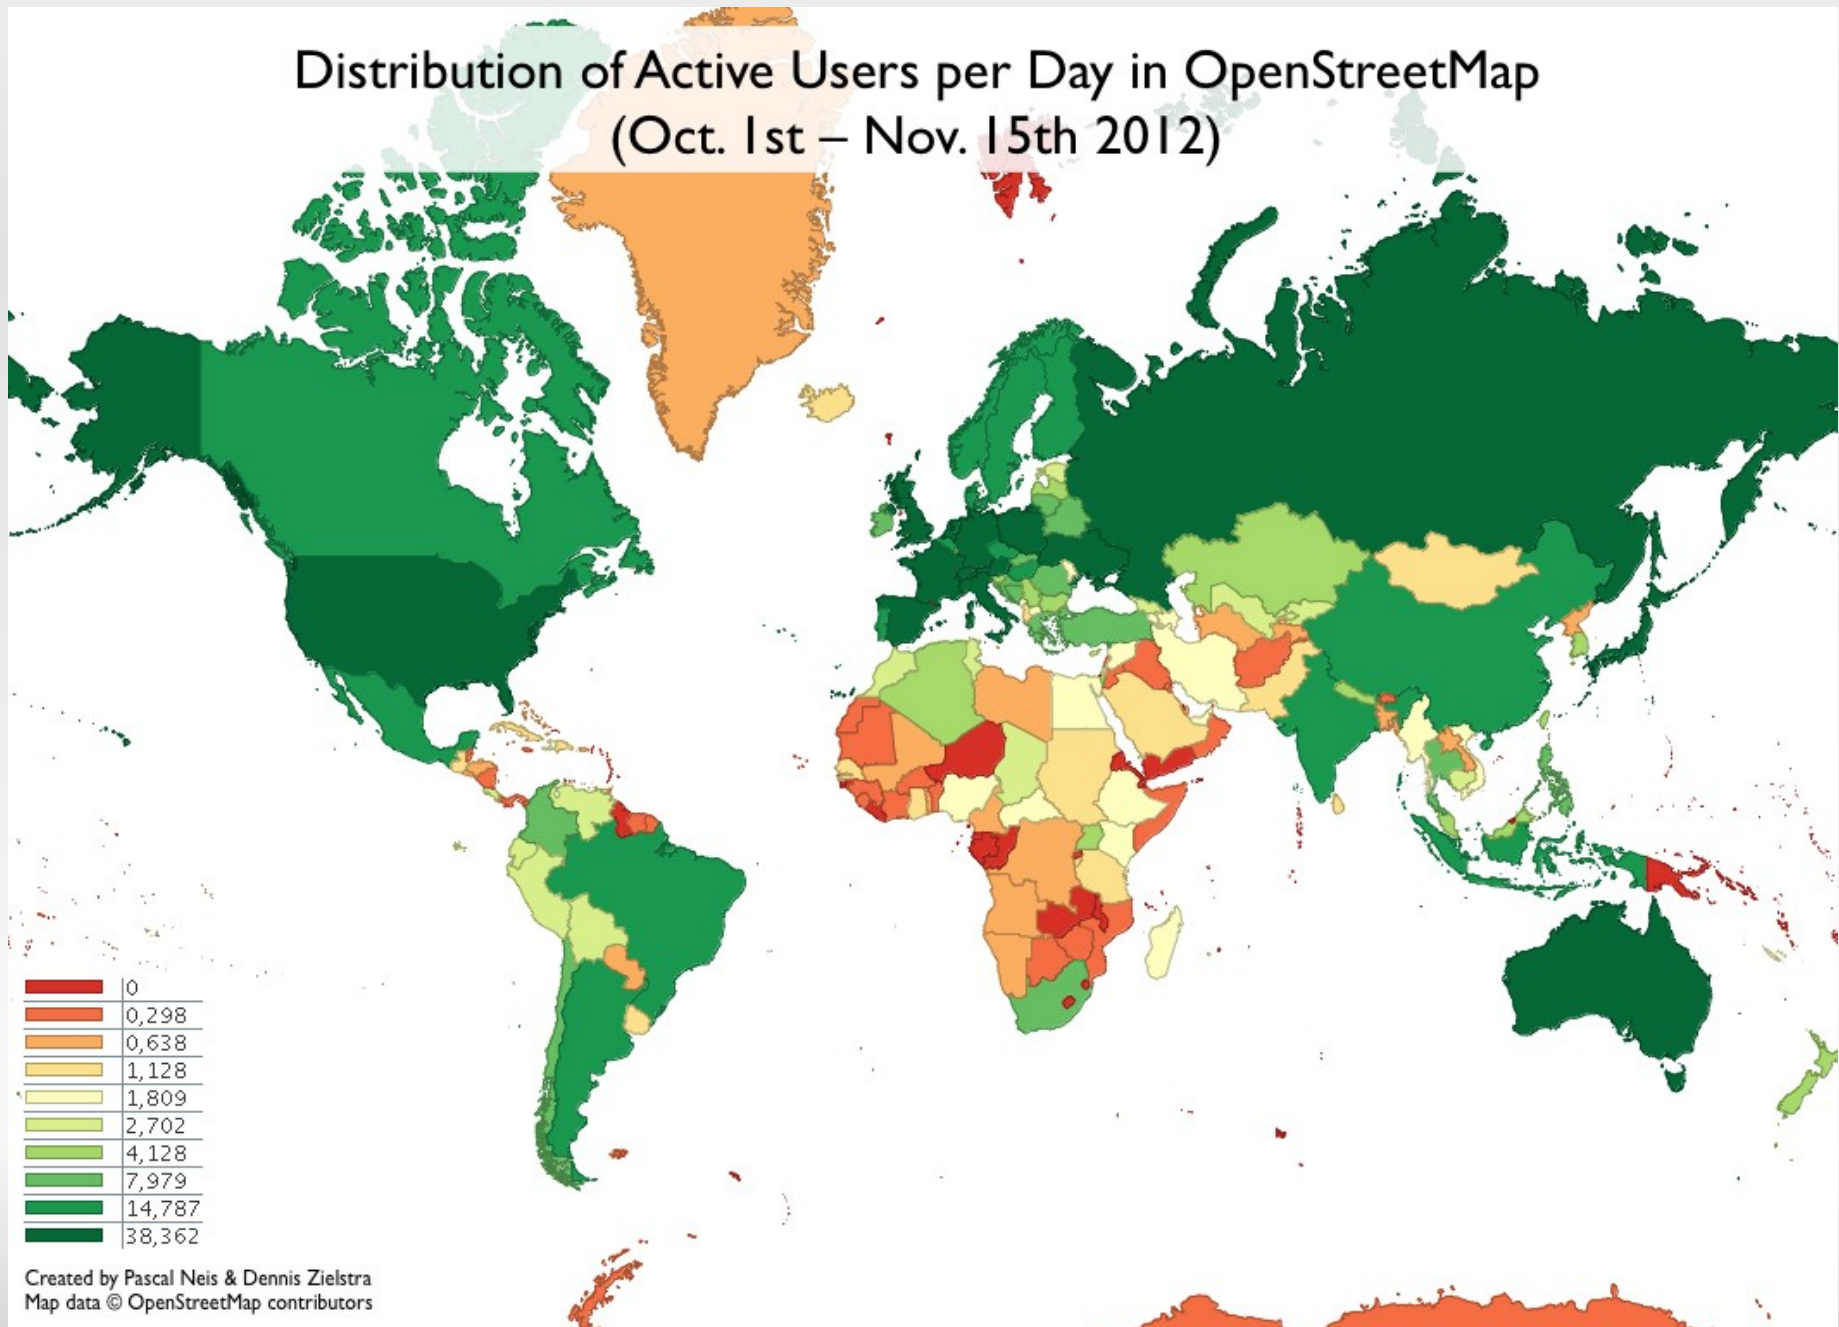 Distribution of Active Users per Day in OpenStreetMap
(Oct. 1st – Nov. 15th 2012)
0
0,298
0,638
1,128
1,809
2,702
4,128
7,979
14,787
38,362
Created by Pascal Neis & Dennis Zielstra
Map data © OpenStreetMap contributors